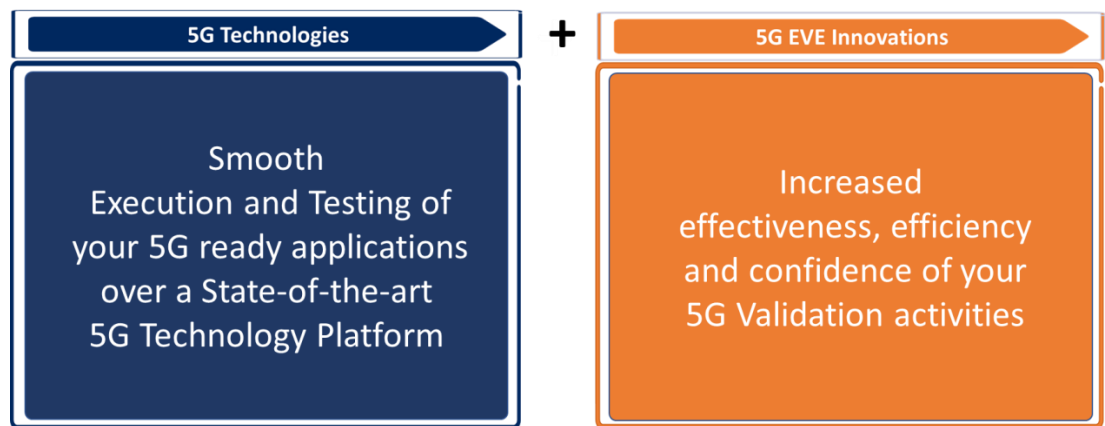 5G Technologies
+
5G EVE Innovations
Smooth
Execution and Testing of
your 5G ready applications
over a State-of-the-art
5G Technology Platform
Increased
effectiveness, efficiency
and confidence of your
5G Validation activities